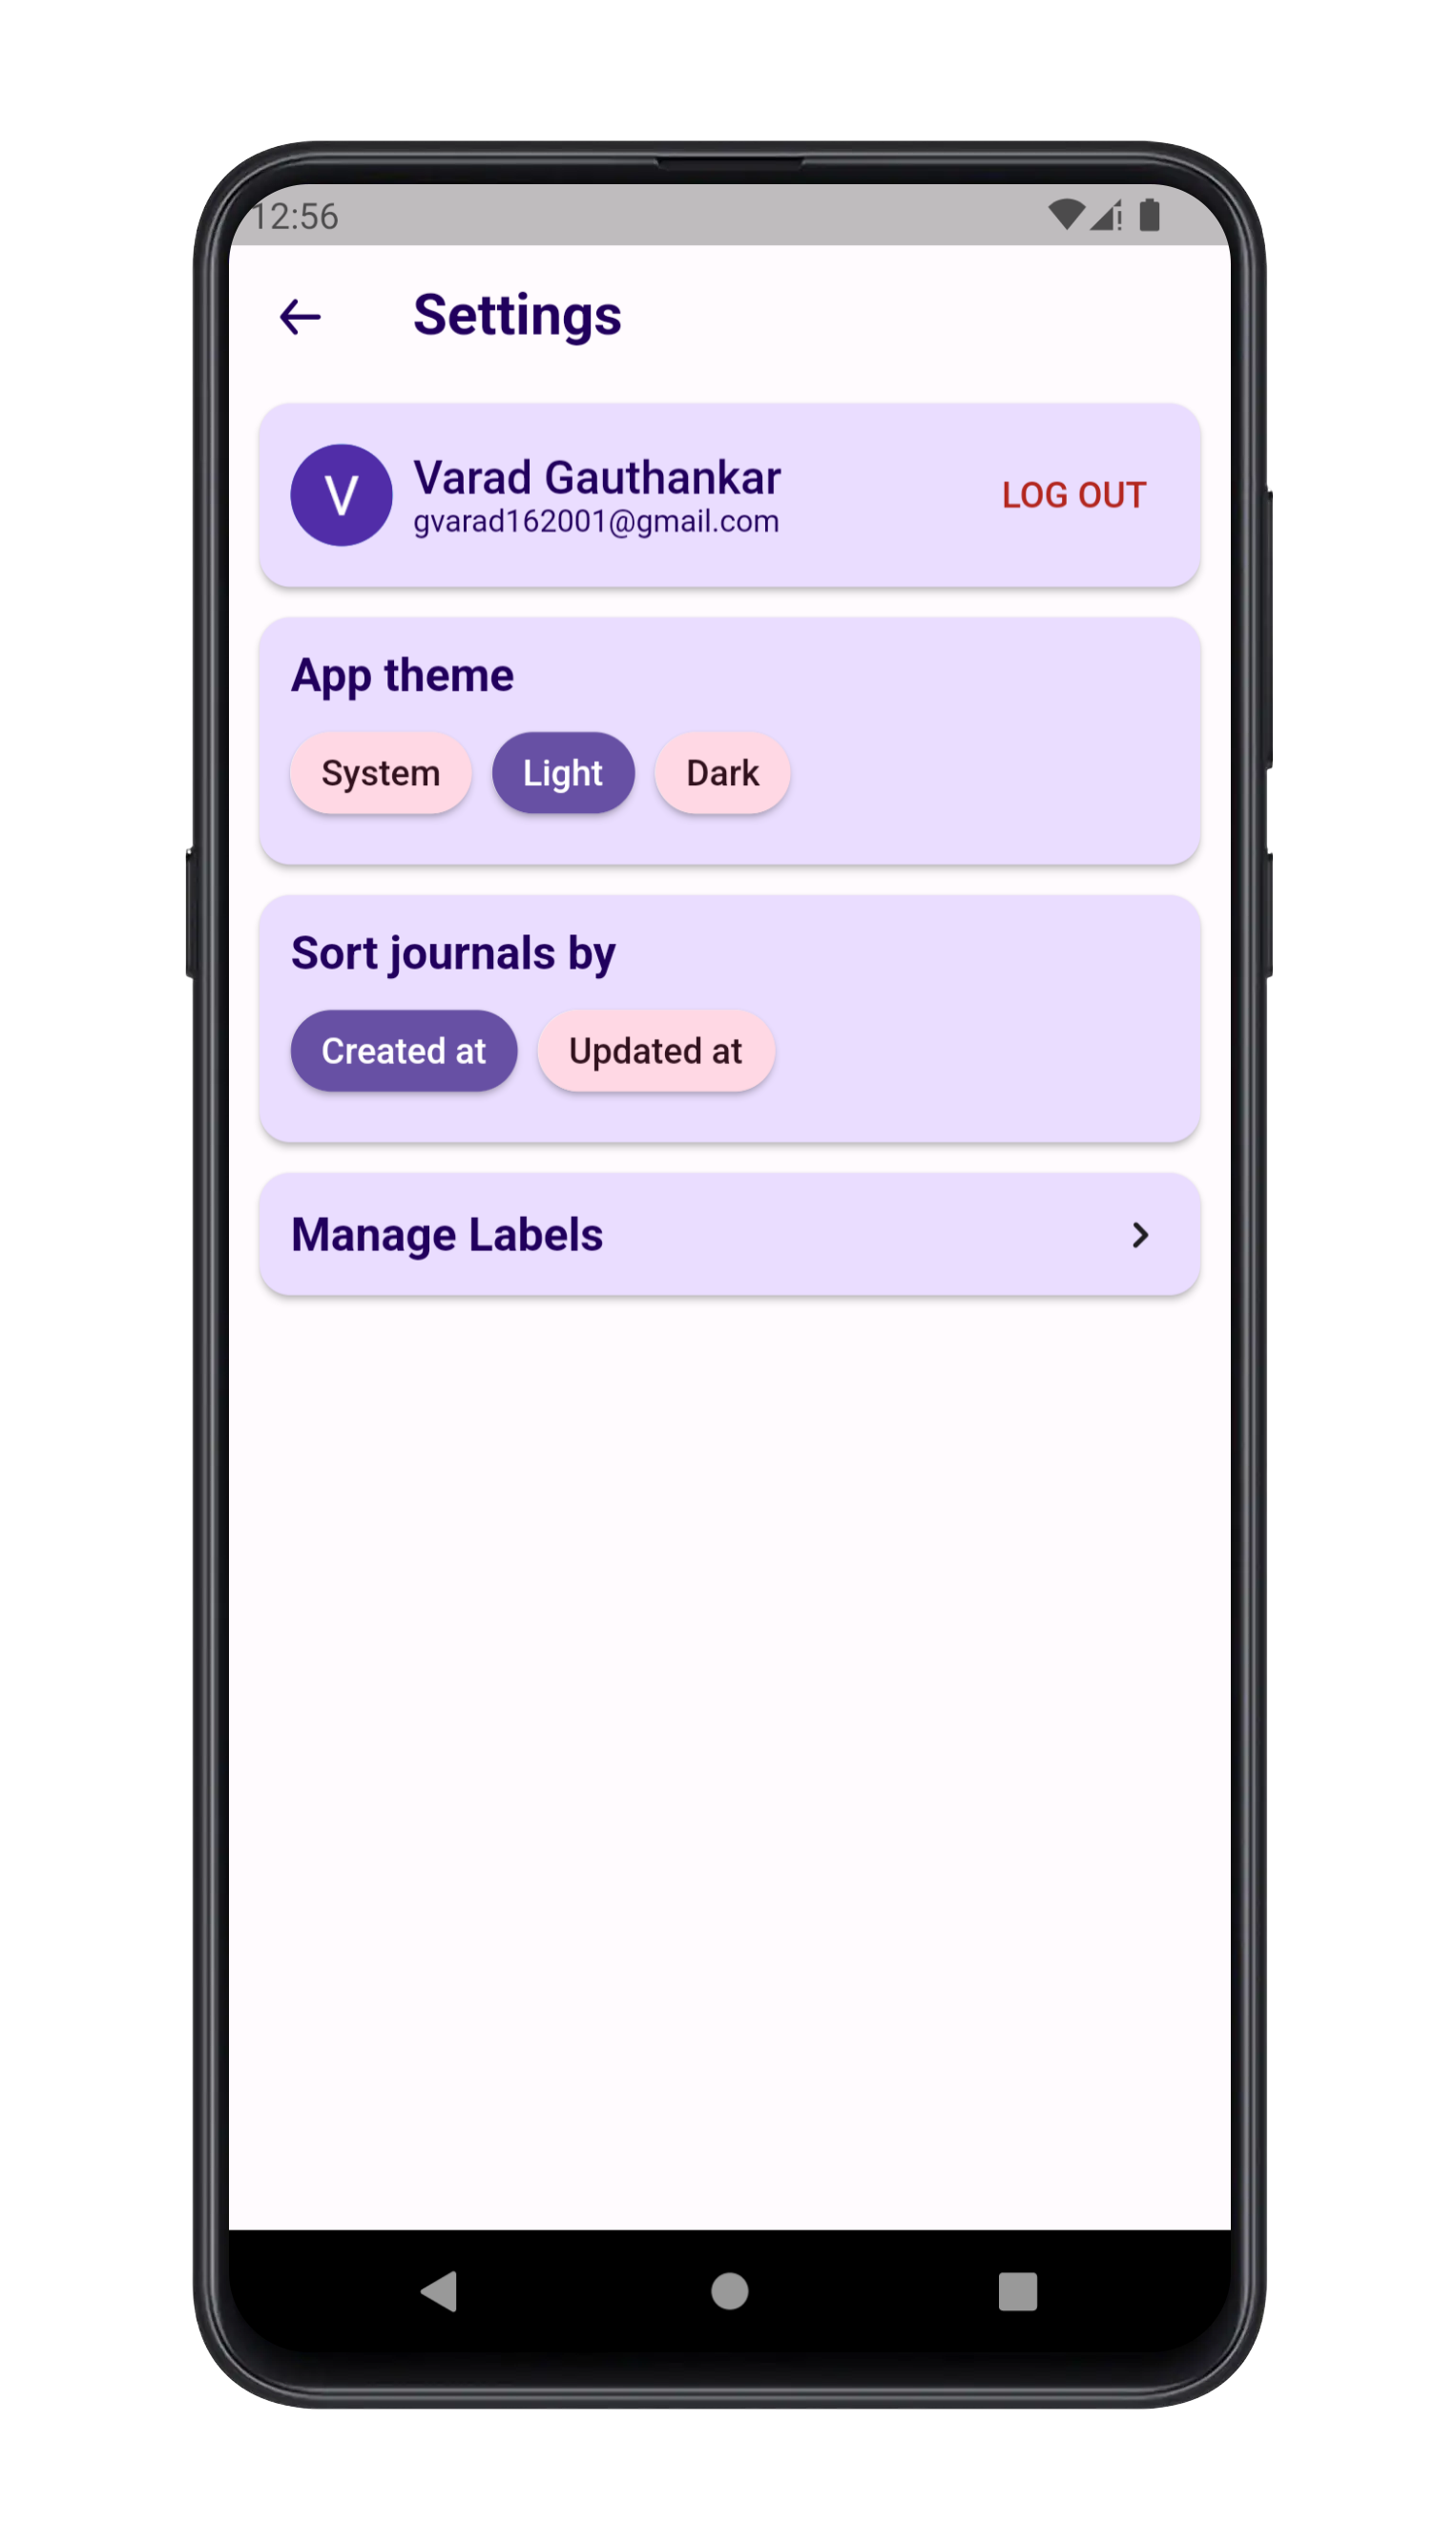 12:56
Settings
V
Varad Gauthankar
gvarad162001@gmail.com
LOG OUT
App theme
System Light Dark
Sort journals by
Created at Updated at
Manage Labels